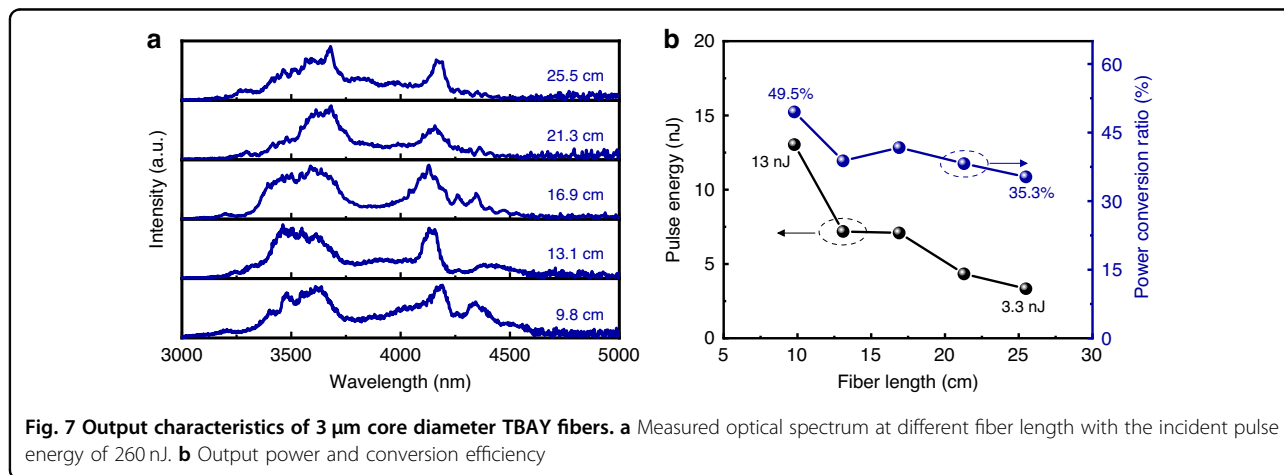 a
25.5 cm
21.3 cm
16.9 cm
13.1 cm
9.8 cm
Intensity (a.u.)
3000 3500 4000 4500 5000
Wavelength (nm)
b
20
15
10
5
0
Pulse energy (nJ)
49.5%
13 nJ
35.3%
3.3 nJ
60
45
30
15
0
Power conversion ratio (%)
5 10 15 20 25 30
Fiber length (cm)
Fig. 7 Output characteristics of 3 μm core diameter TBAY fibers. a Measured optical spectrum at different fiber length with the incident pulse
energy of 260 nJ. b Output power and conversion efficiency